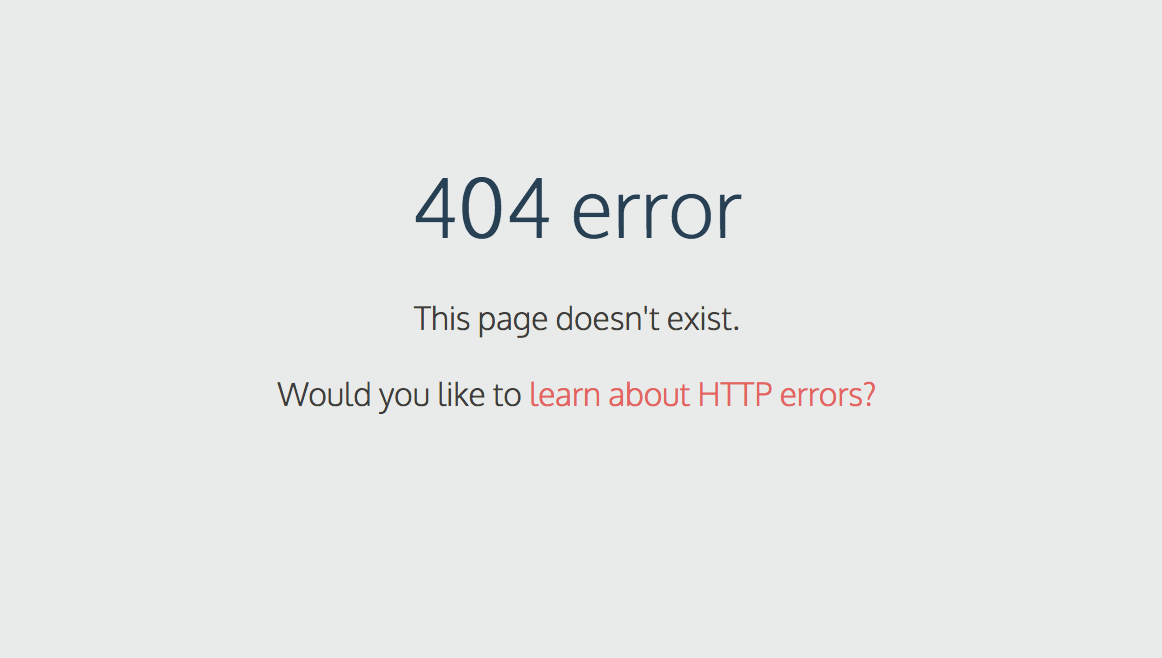 404 error
This page doesn't exist.
Would you like to learn about HTTP errors?